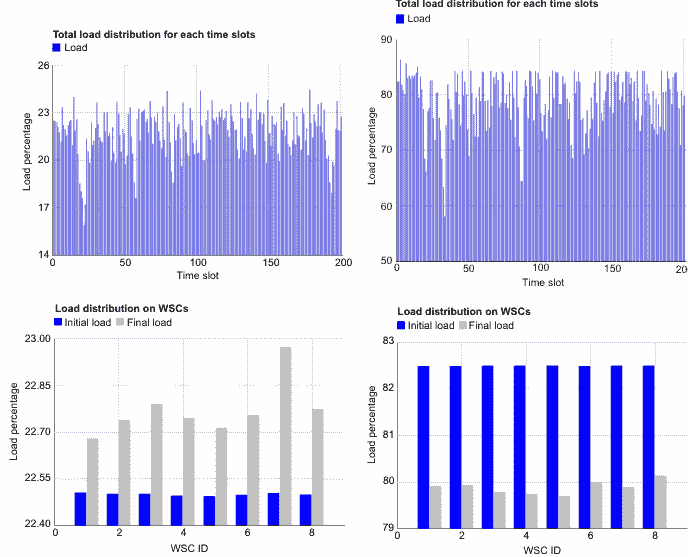 Total load distribution for each time slots
Load
26
23
20
17
14
Load percentage
0
50
100
150
200
Time slot
Total load distribution for each time slots
Load
90
80
70
60
50
Load percentage
0
50
100
150
200
Time slot
Load distribution on WSCs
Initial load
Final load
23.00
22.85
22.70
22.55
22.40
Load percentage
0
2
4
6
8
WSC ID
Load distribution on WSCs
Initial load
Final load
83
82
81
80
79
Load percentage
0
2
4
6
8
WSC ID